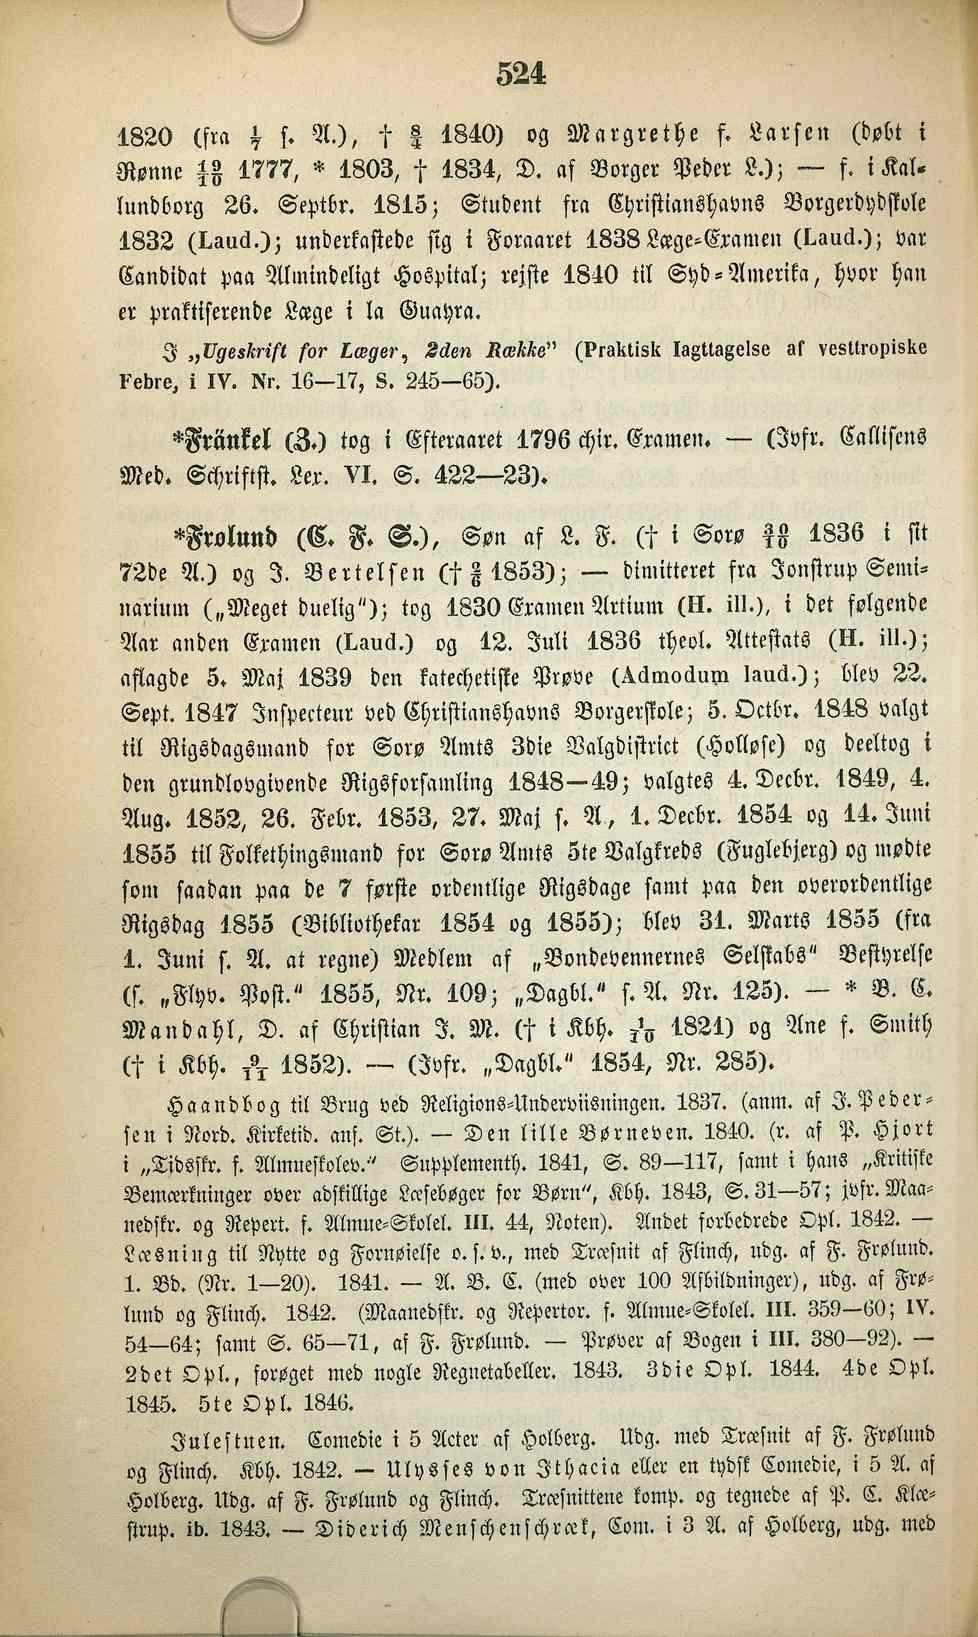 524
1820 (fra 1/7 s. A.), † 8/4 1840) og Margrethe f. Larsen (døbt i
Rønne 19/10 1777, * 1803, † 1834, D. af Borger Peder L.); — f. i Kal-
lundborg 26. Septbr. 1815; Student fra Christianshavns Borgerdydskole
1832 (Laud.); underkastede sig i Foraaret 1838 Læge-Examen (Laud.); var
Candidat paa Almindeligt Hospital; rejste 1840 til Syd-Amerika, hvor han
er praktiserende Læge i la Guayra.
I „Ugeskrift for Læger, 2den Række” (Praktisk Iagttagelse af vesttropiske
Febre, i IV. Nr. 16—17, S. 245—65).
*Fränkel (Z.) tog i Efteraaret 1796 chir. Examen. — (Jvfr. Callisens
Med. Schriftst. Lex. VI. S. 422—23).
*Frølund (C. F. S.), Søn af L. F. († i Sorø 30/10 1836 i sit
72de A.) og J. Bertelsen († 2/8 1853); — dimitteret fra Jonstrup Semi-
narium („Meget duelig“); tog 1830 Examen Artium (H. ill.), i det følgende
Aar anden Examen (Laud.) og 12. Juli 1836 theol. Attestats (H. ill.);
aflagde 5. Maj 1839 den katechetiske Prøve (Admodum laud.); blev 22.
Sept. 1847 Inspecteur ved Christianshavns Borgerskole; 5. Octbr. 1848 valgt
til Rigsdagsmand for Sorø Amts 3die Valgdistrict (Holløse) og deeltog i
den grundlovgivende Rigsforsamling 1848—49; valgtes 4. Decbr. 1849, 4.
Aug. 1852, 26. Febr. 1853, 27. Maj s. A, 1. Decbr. 1854 og 14. Juni
1855 til Folkethingsmand for Sorø Amts 5te Valgkreds (Fuglebjerg) og mødte
som saadan paa de 7 første ordentlige Rigsdage samt paa den overordentlige
Rigsdag 1855 (Bibliothekar 1854 og 1855); blev 31. Marts 1855 (fra
1. Juni s. A. at regne) Medlem af „Bondevennernes Selskabs“ Bestyrelse
(s. „Flyv. Post.“ 1855, Nr. 109; „Dagbl.“ s. A. Nr. 125). — * B. C.
Mandahl, D. af Christian J. M. († i Kbh. 1/10 1821) og Ane f. Smith
(† i Kbh. 9/11 1852). — (Jvfr. „Dagbl.“ 1854, Nr. 285).
Haandbog til Brug ved Religions-Underviisningen. 1837. (anm. af J. Peder-
sen i Nord. Kirketid. ans. St.). — Den lille Børneven. 1840. (r. af P. Hjort
i „Tidsskr. f. Almueskolev.“ Supplementh. 1841, S. 89—117, samt i hans „Kritiske
Bemærkninger over adskillige Læsebøger for Børn“, Kbh. 1843, S. 31—57; jvfr. Maa-
nedskr. og Repert. f. Almue-Skolel. III. 44, Noten). Andet forbedrede Opl. 1842. —
Læsning til Nytte og Fornøielse o. s. v., med Træsnit af Flinch, udg. af F. Frølund.
1. Bd. (Nr. 1—20). 1841. — A. B. C. (med over 100 Afbildninger), udg. af Frø-
lund og Flinch. 1842. (Maanedskr. og Repertor. f. Almue-Skolel. III. 359—60; IV.
54—64; samt S. 65—71, af F. Frølund. — Prøver af Bogen i III. 380—92). —
2det Opl., forøget med nogle Regnetabeller. 1843. 3die Opl. 1844. 4de Opl.
1845. 5te Opl. 1846.
Julestuen. Comedie i 5 Acter af Holberg. Udg. med Træsnit af F. Frølund
og Flinch. Kbh. 1842. — Ulysses von Ithacia eller en tydsk Comedie, i 5 A. af
Holberg. Udg. af F. Frølund og Flinch. Træsnittene komp. og tegnede af P. C. Klæ-
strup. ib. 1843. — Diderich Menschenschræk, Com. i 3 A. af Holberg, udg. med